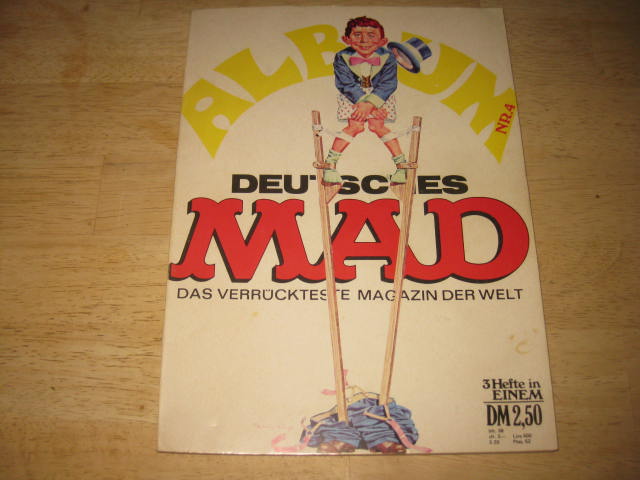 ALBUM
NR.4
DEUTSCHES
MAD
DAS VERRÜCKTESTE MAGAZIN DER WELT
3 Hefte in
EINEM
DM 2,50